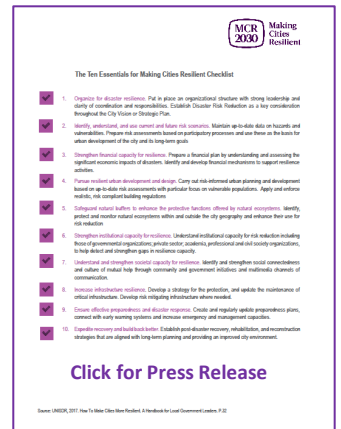 MCR
2030
Making
Cities
Resilient
The Ten Essentials for Making Cities Resilient Checklist
1. Organize for disaster resilience. Put in place an organizational structure with strong leadership and
clarity of coordination and responsibilities. Establish Disaster Risk Reduction as a key consideration
throughout the City Vision or Strategic Plan.
2. Identify, understand, and use current and future risk scenarios. Maintain up-to-date data on hazards and
vulnerabilities. Prepare risk assessments based on participatory processes and use these as the basis for
urban development of the city and its long-term goals
3. Strengthen financial capacity for resilience. Prepare a financial plan by understanding and assessing the
significant economic impacts of disasters. Identify and develop financial mechanisms to support resilience
activities.
4. Pursue resilient urban development and design. Carry out risk-informed urban planning and development
based on up-to-date risk assessments with particular focus on vulnerable populations. Apply and enforce
realistic, risk compliant building regulations
5. Safeguard natural buffers to enhance the protective functions offered by natural ecosystems. Identify,
protect and monitor natural ecosystems within and outside the city geography and enhance their use for
risk reduction
6. Strengthen institutional capacity for resilience. Understand institutional capacity for risk reduction including
those of governmental organizations; private sector; academia, professional and civil society organizations,
to help detect and strengthen gaps in resilience capacity.
7. Understand and strengthen societal capacity for resilience. Identify and strengthen social connectedness
and culture of mutual help through community and government initiatives and multimedia channels of
communication.
8. Increase infrastructure resilience. Develop a strategy for the protection, and update the maintenance of
critical infrastructure. Develop risk mitigating infrastructure where needed.
9. Ensure effective preparedness and disaster response. Create and regularly update preparedness plans,
connect with early warning systems and increase emergency and management capacities.
10. Expedite recovery and build back better. Establish post-disaster recovery, rehabilitation, and reconstruction
strategies that are aligned with long-term planning and providing an improved city environment.
Click for Press Release
Source: UNISDR, 2017. How To Make Cities More Resilient. A Handbook for Local Government Leaders. P.22